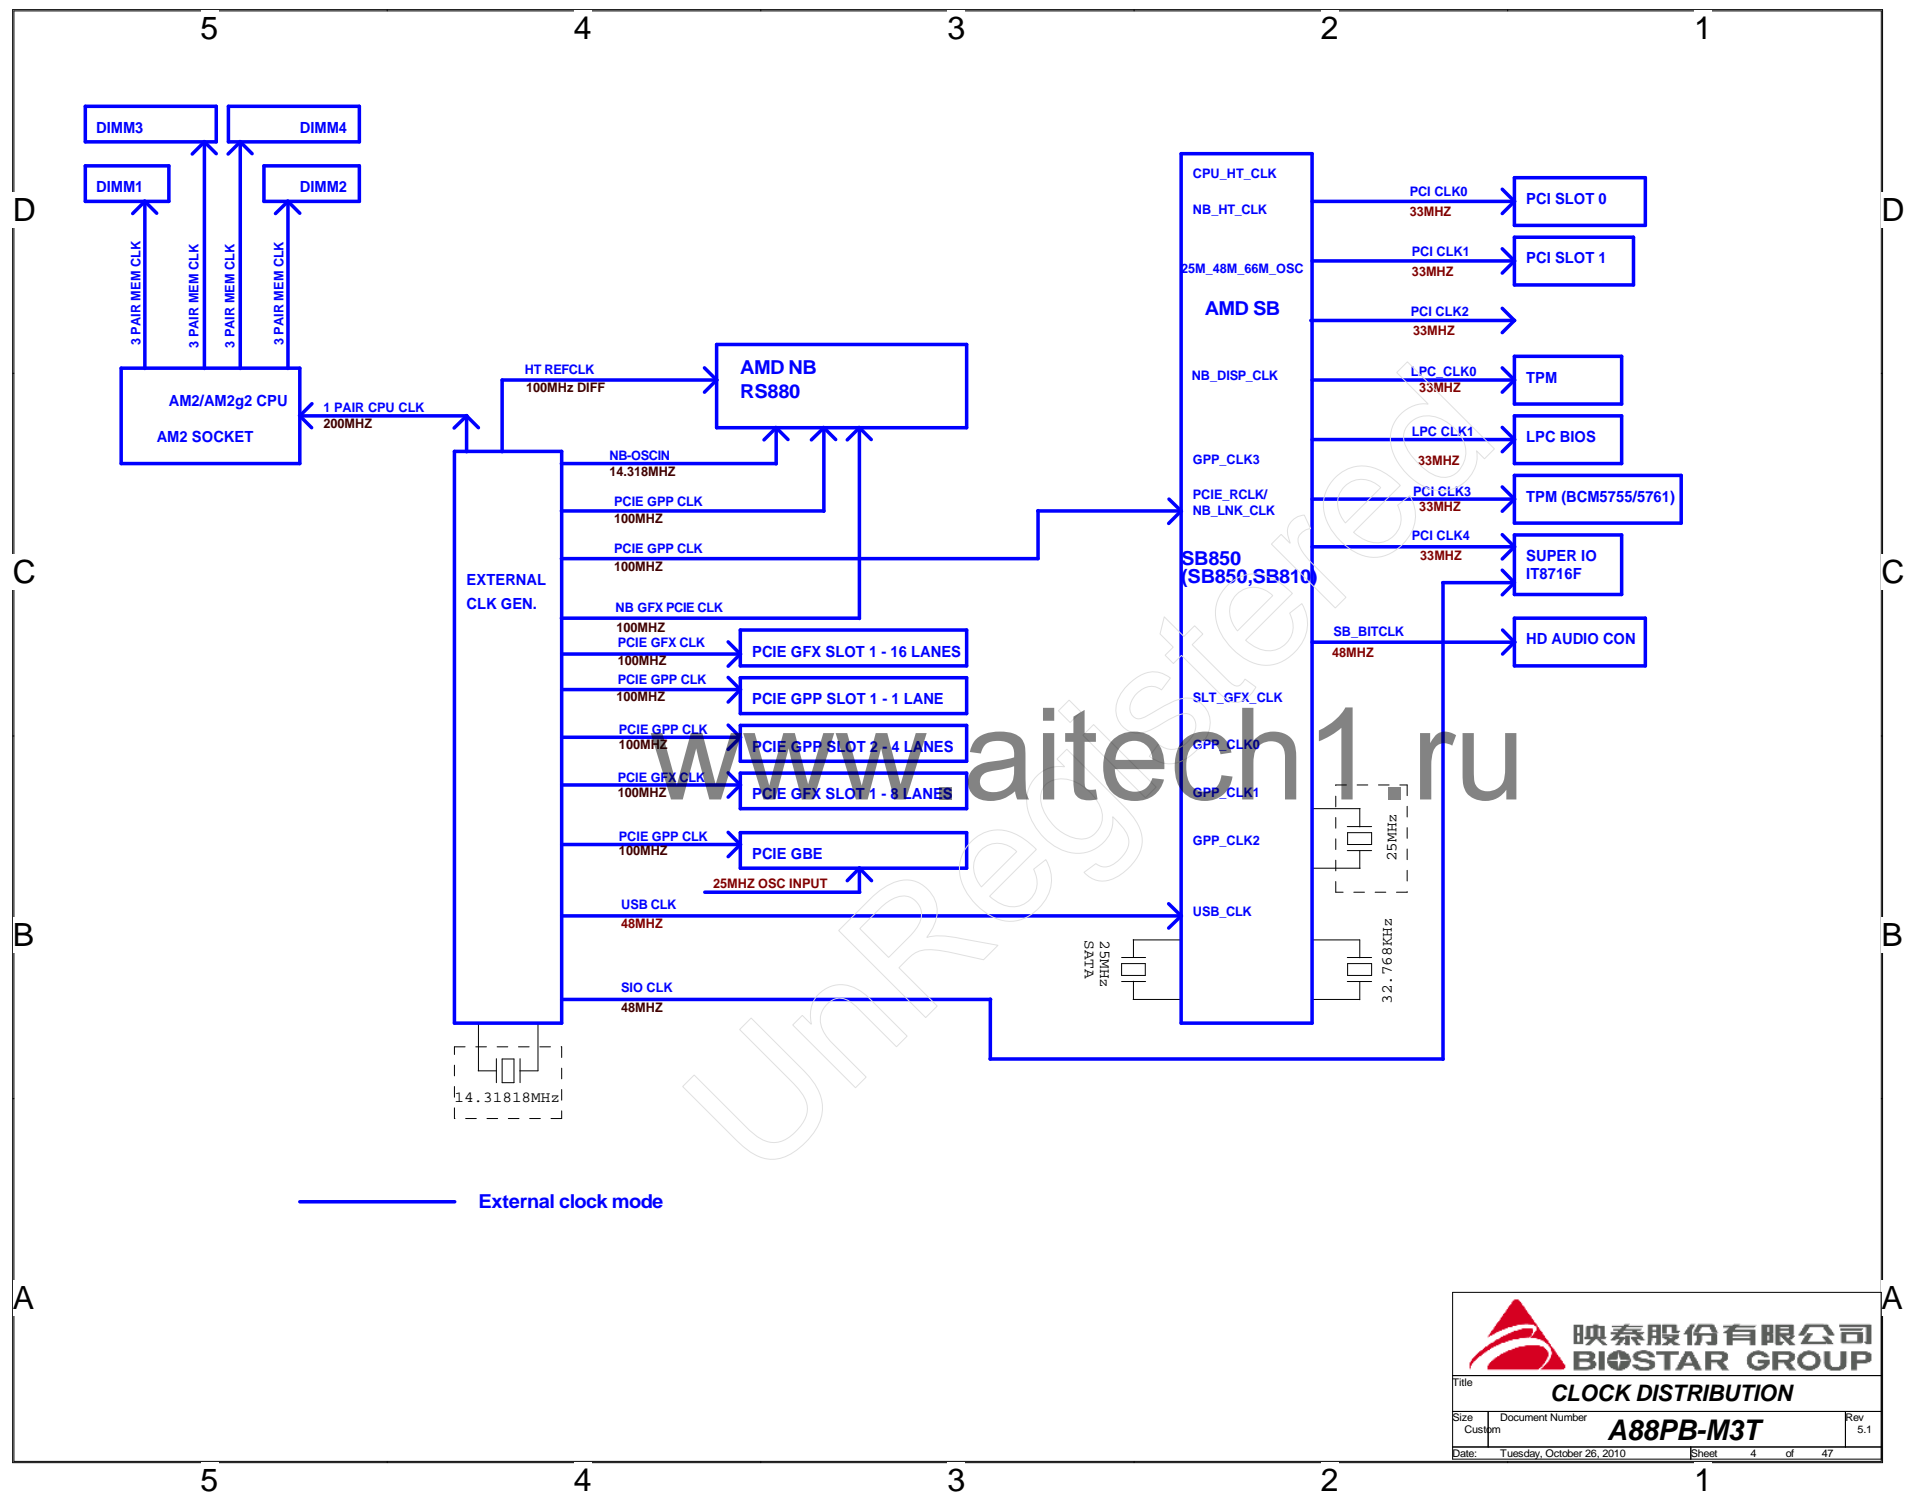 5 4 3 2 1
D D
C C
B B
A A
DIMM3
DIMM4
DIMM1
DIMM2
3 PAIR MEM CLK
3 PAIR MEM CLK
3 PAIR MEM CLK
3 PAIR MEM CLK
AM2/AM2g2 CPU
AM2 SOCKET
1 PAIR CPU CLK
200MHZ
HT REFCLK
100MHz DIFF
AMD NB
RS880
EXTERNAL
CLK GEN.
NB-OSCIN
14.318MHZ
PCIE GPP CLK
100MHZ
PCIE GPP CLK
100MHZ
NB GFX PCIE CLK
100MHZ
PCIE GFX CLK
100MHZ
PCIE GFX SLOT 1 - 16 LANES
PCIE GPP CLK
100MHZ
PCIE GPP SLOT 1 - 1 LANE
PCIE GPP CLK
100MHZ
PCIE GPP SLOT 2 - 4 LANES
PCIE GFX CLK
100MHZ
PCIE GFX SLOT 1 - 8 LANES
PCIE GPP CLK
100MHZ
PCIE GBE
25MHZ OSC INPUT
USB CLK
48MHZ
SIO CLK
48MHZ
14.31818MHz
CPU_HT_CLK
NB_HT_CLK
25M_48M_66M_OSC
AMD SB
NB_DISP_CLK
GPP_CLK3
PCIE_RCLK/
NB_LNK_CLK
SB850
(SB850,SB810)
SLT_GFX_CLK
GPP_CLK0
GPP_CLK1
GPP_CLK2
USB_CLK
25MHz
SATA
25MHz
32.768KHz
PCI CLK0
33MHZ
PCI SLOT 0
PCI CLK1
33MHZ
PCI SLOT 1
PCI CLK2
33MHZ
LPC_CLK0
33MHZ
TPM
LPC CLK1
33MHZ
LPC BIOS
PCI CLK3
33MHZ
TPM (BCM5755/5761)
PCI CLK4
33MHZ
SUPER IO
IT8716F
SB_BITCLK
48MHZ
HD AUDIO CON
www.aitech1.ru
UnRegistered
External clock mode
映泰股份有限公司
BIOSTAR GROUP
Title
CLOCK DISTRIBUTION
Size Document Number Rev
Custom A88PB-M3T 5.1
Date: Tuesday, October 26, 2010 Sheet 4 of 47
5 4 3 2 1